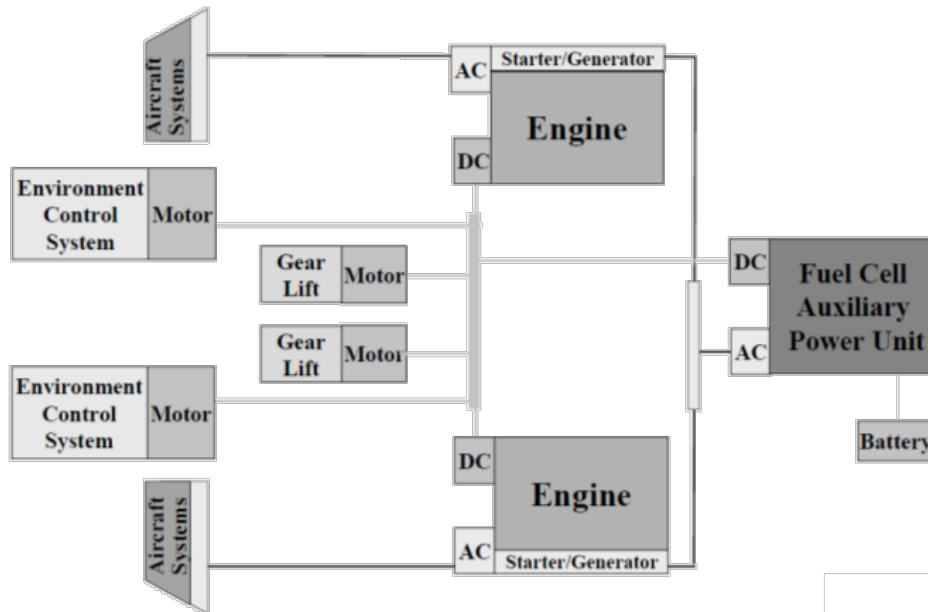 Aircraft
Systems
AC
Starter/Generator
Engine
DC
Environment
Control
System
Motor
Gear
Lift
Motor
DC
Fuel Cell
Auxiliary
Power Unit
AC
Gear
Lift
Motor
Environment
Control
System
Motor
Battery
DC
Engine
AC
Starter/Generator
Aircraft
Systems